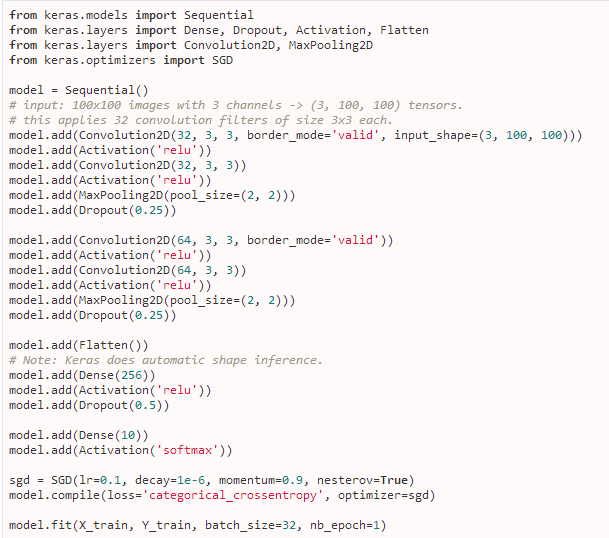 from keras.models import Sequential
from keras.layers import Dense, Dropout, Activation, Flatten
from keras.layers import Convolution2D, MaxPooling2D
from keras.optimizers import SGD

model = Sequential()
# input: 100x100 images with 3 channels -> (3, 100, 100) tensors.
# this applies 32 convolution filters of size 3x3 each.
model.add(Convolution2D(32, 3, 3, border_mode='valid', input_shape=(3, 100, 100)))
model.add(Activation('relu'))
model.add(Convolution2D(32, 3, 3))
model.add(Activation('relu'))
model.add(MaxPooling2D(pool_size=(2, 2)))
model.add(Dropout(0.25))

model.add(Convolution2D(64, 3, 3, border_mode='valid'))
model.add(Activation('relu'))
model.add(Convolution2D(64, 3, 3))
model.add(Activation('relu'))
model.add(MaxPooling2D(pool_size=(2, 2)))
model.add(Dropout(0.25))

model.add(Flatten())
# Note: Keras does automatic shape inference.
model.add(Dense(256))
model.add(Activation('relu'))
model.add(Dropout(0.5))

model.add(Dense(10))
model.add(Activation('softmax'))

sgd = SGD(lr=0.1, decay=1e-6, momentum=0.9, nesterov=True)
model.compile(loss='categorical_crossentropy', optimizer=sgd)

model.fit(X_train, Y_train, batch_size=32, nb_epoch=1)